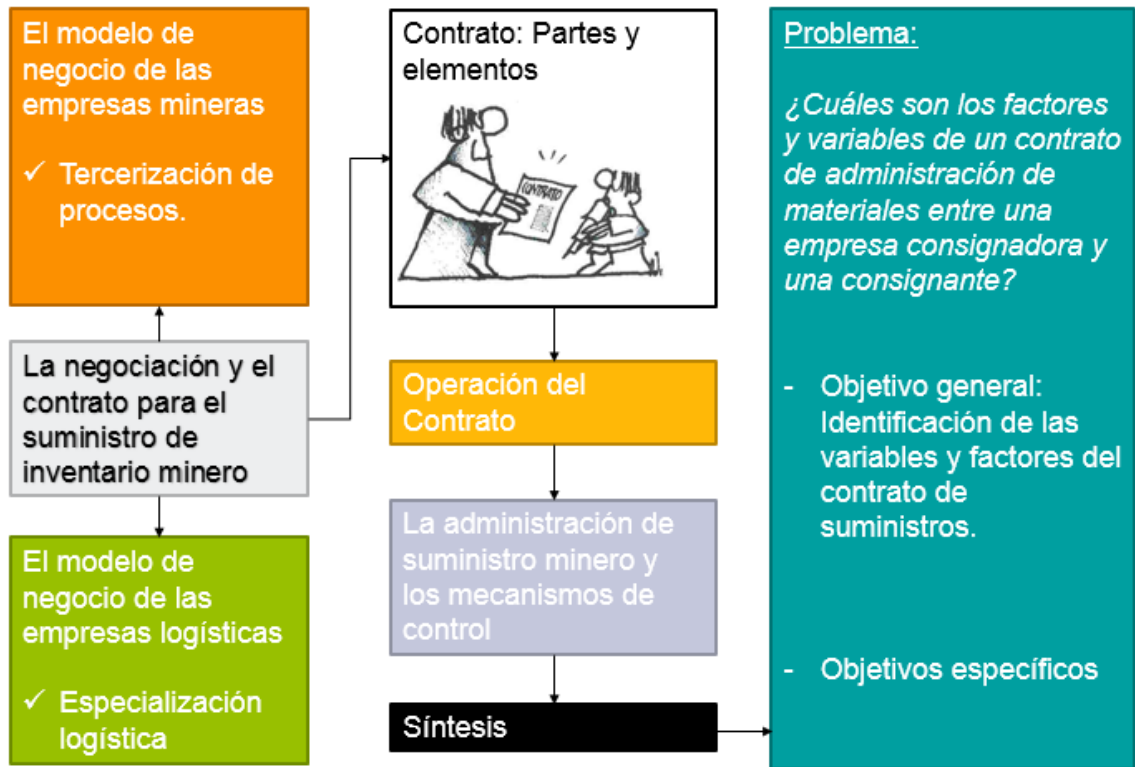 El modelo de
negocio de las
empresas mineras
✓ Tercerización de
procesos.
La negociación y el
contrato para el
suministro de
inventario minero
El modelo de
negocio de las
empresas logísticas
✓ Especialización
logística
Contrato: Partes y
elementos
CONTRATO
Operación del
Contrato
La administración de
suministro minero y
los mecanismos de
control
Síntesis
Problema:
¿Cuáles son los factores
y variables de un contrato
de administración de
materiales entre una
empresa consignadora y
una consignante?
- Objetivo general:
Identificación de las
variables y factores del
contrato de
suministros.
- Objetivos específicos